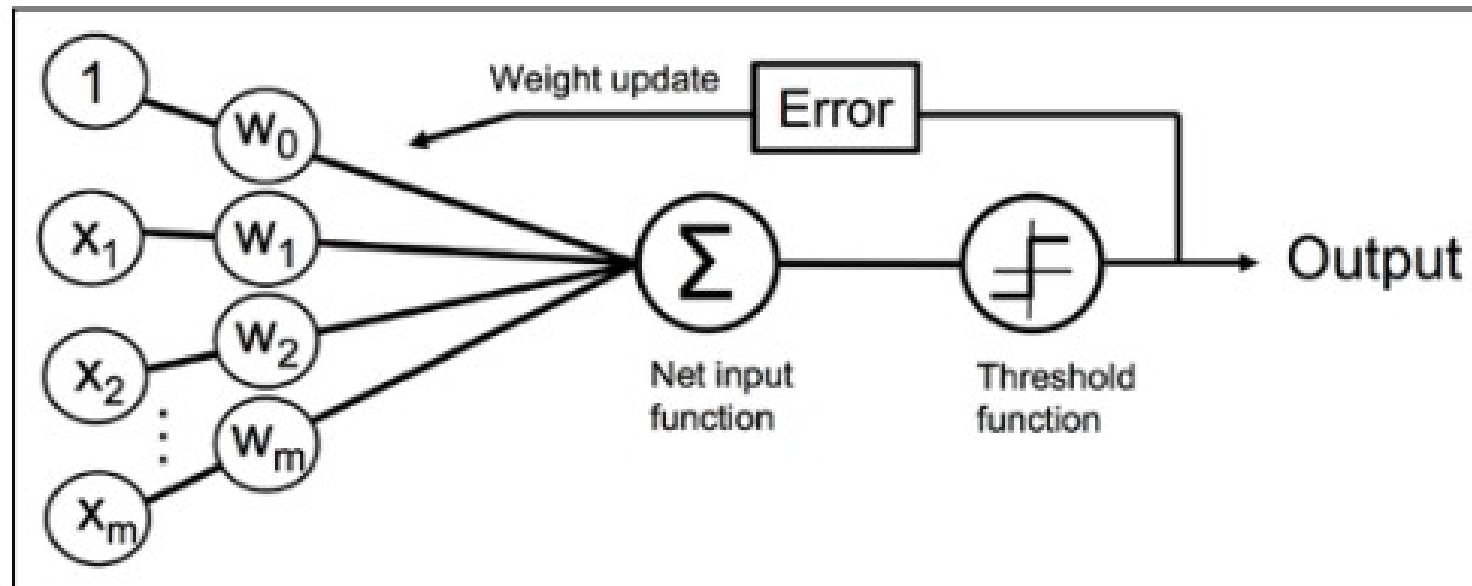 1
w₀
Weight update
Error
x₁
w₁
Σ
Output
x₂
w₂
Net input
function
Threshold
function
wₘ
xₘ